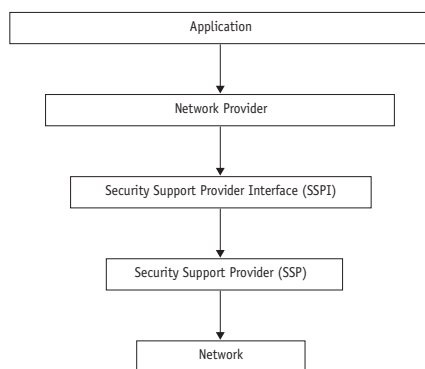 Application
Network Provider
Security Support Provider Interface (SSPI)
Security Support Provider (SSP)
Network